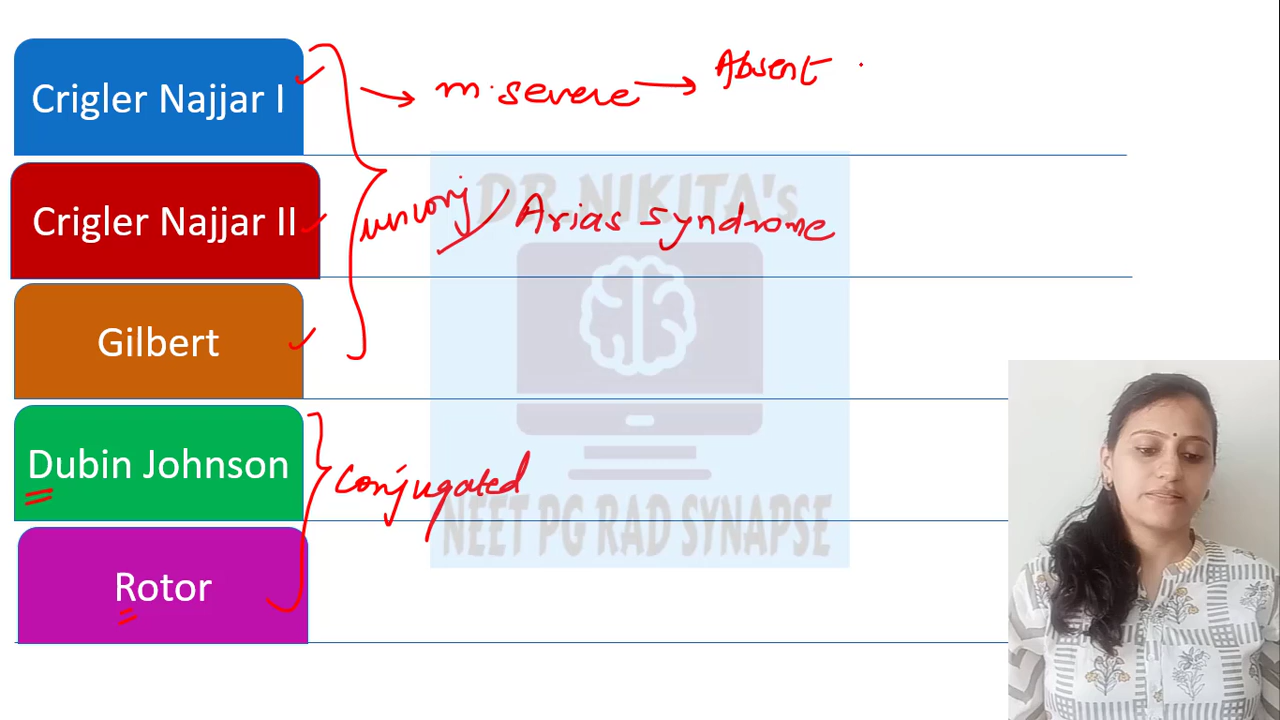 Crigler Najjar I
m. severe
Absent
Crigler Najjar II
unconj
Arias syndrome
DR.NIKITA's
Gilbert
Dubin Johnson
conjugated
NEET PG RAD SYNAPSE
Rotor